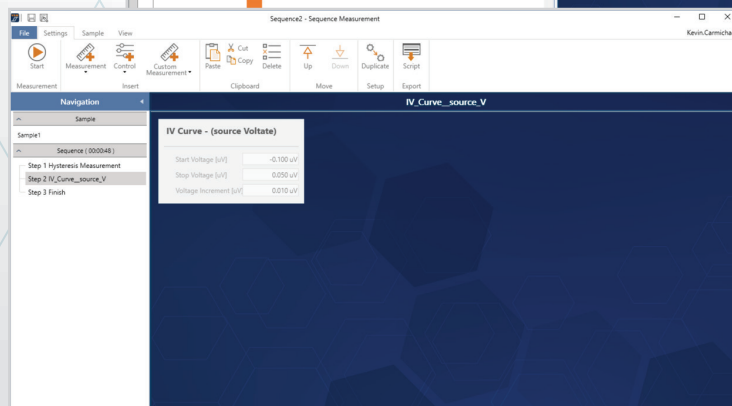 Sequence2 - Sequence Measurement
File Settings Sample View
Kevin.Carmichae
Start
Measurement
Control
Custom
Measurement
Paste
Cut
Copy
Delete
Up
Down
Duplicate
Script
Measurement
Insert
Clipboard
Move
Setup
Export
Navigation
IV_Curve__source_V
Sample
Sample1
Sequence ( 00:00:48 )
Step 1 Hysteresis Measurement
Step 2 IV_Curve__source_V
Step 3 Finish
IV Curve - (source Voltate)
Start Voltage [uV] -0.100 uV
Stop Voltage [uV] 0.050 uV
Voltage Increment [uV] 0.010 uV